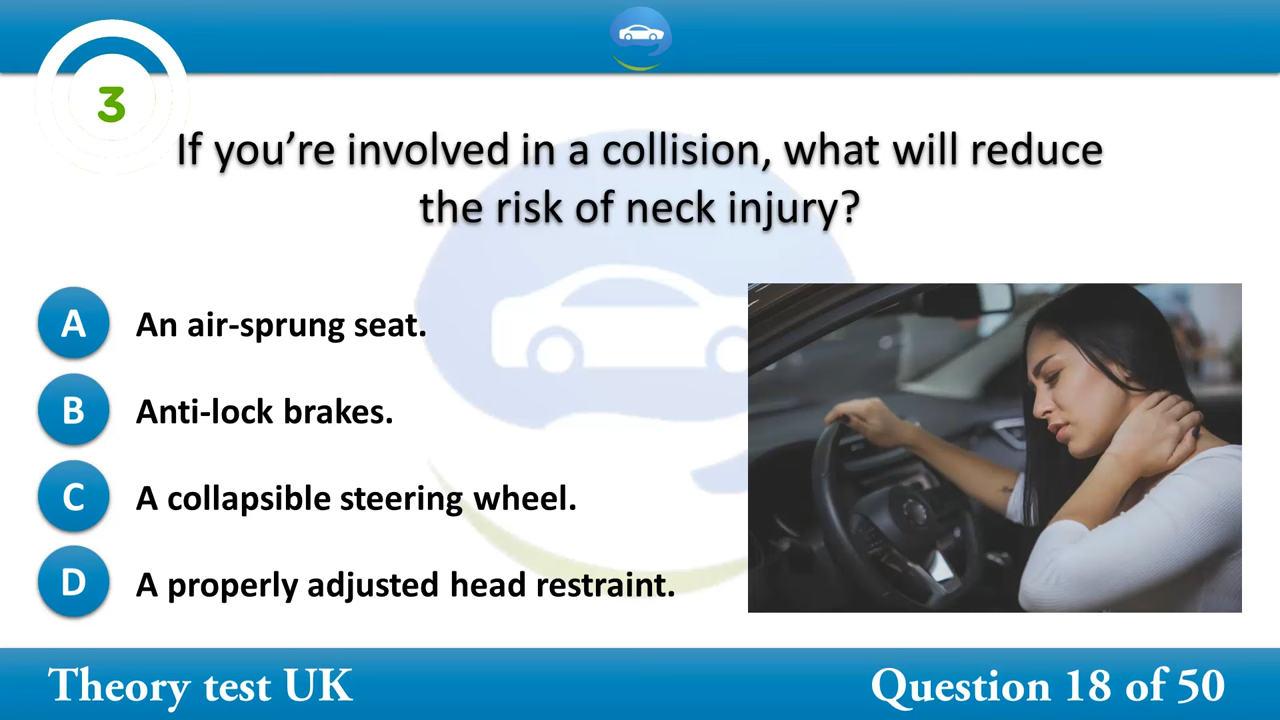 3
If you’re involved in a collision, what will reduce
the risk of neck injury?
A An air-sprung seat.
B Anti-lock brakes.
C A collapsible steering wheel.
D A properly adjusted head restraint.
Theory test UK
Question 18 of 50